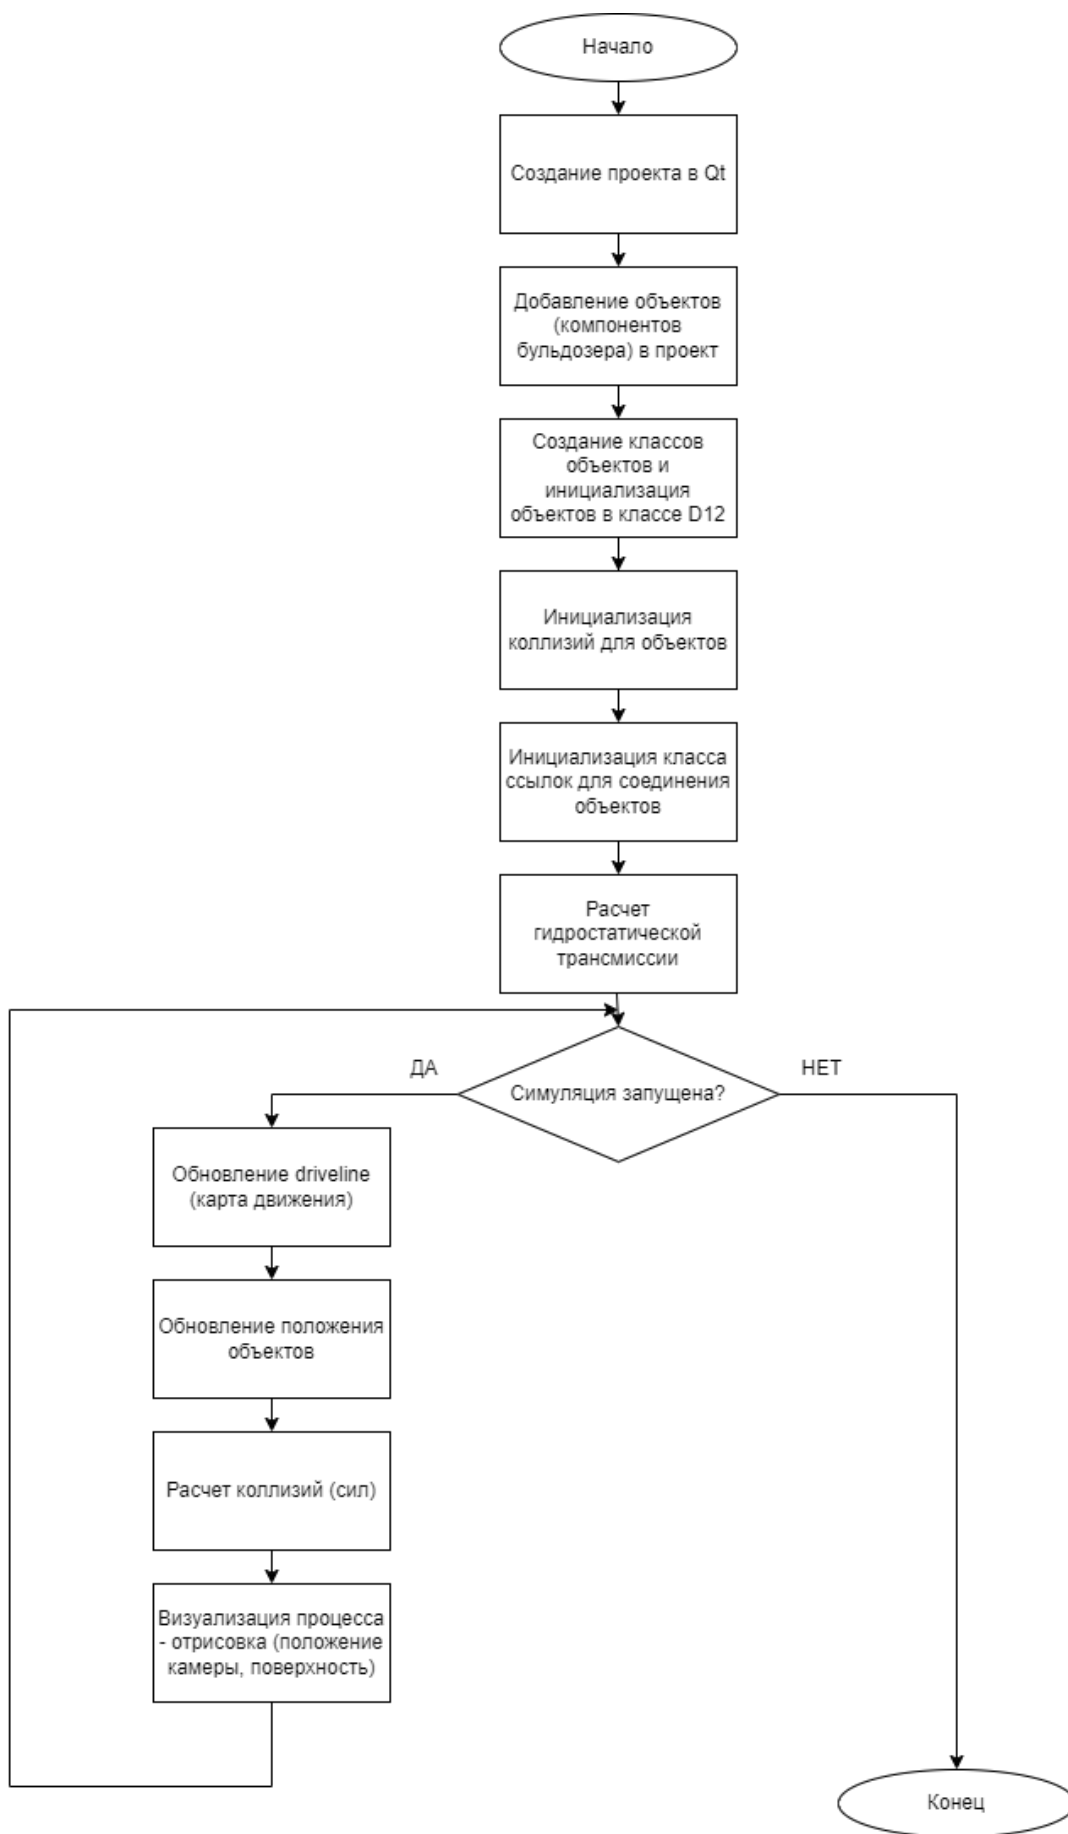 Начало
Создание проекта в Qt
Добавление объектов
(компонентов
бульдозера) в проект
Создание классов
объектов и
инициализация
объектов в классе D12
Инициализация
коллизий для объектов
Инициализация класса
ссылок для соединения
объектов
Расчет
гидростатической
трансмиссии
ДА
НЕТ
Симуляция запущена?
Обновление driveline
(карта движения)
Обновление положения
объектов
Расчет коллизий (сил)
Визуализация процесса
- отрисовка (положение
камеры, поверхность)
Конец